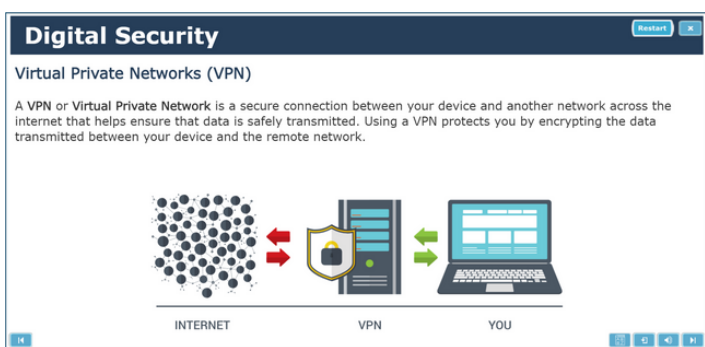 Digital Security
Restart
x
Virtual Private Networks (VPN)
A VPN or Virtual Private Network is a secure connection between your device and another network across the
internet that helps ensure that data is safely transmitted. Using a VPN protects you by encrypting the data
transmitted between your device and the remote network.
INTERNET VPN YOU